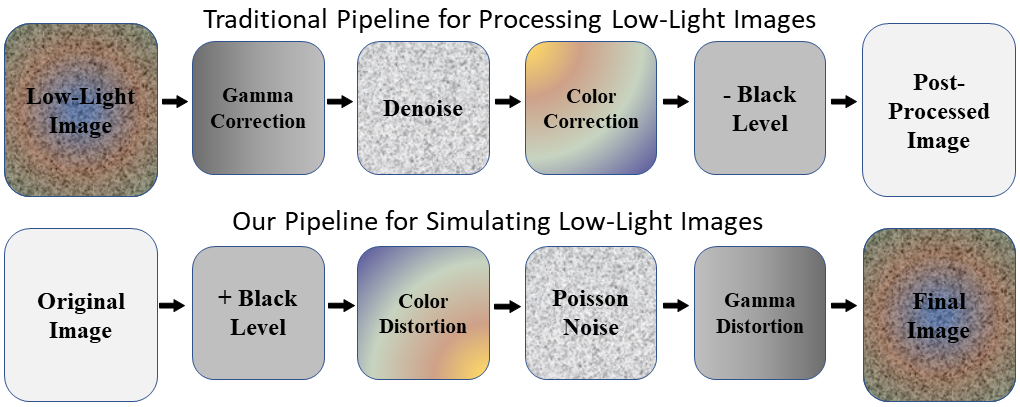 Traditional Pipeline for Processing Low-Light Images
Low-Light
Image
Gamma
Correction
Denoise
Color
Correction
- Black
Level
Post-
Processed
Image
Our Pipeline for Simulating Low-Light Images
Original
Image
+ Black
Level
Color
Distortion
Poisson
Noise
Gamma
Distortion
Final
Image